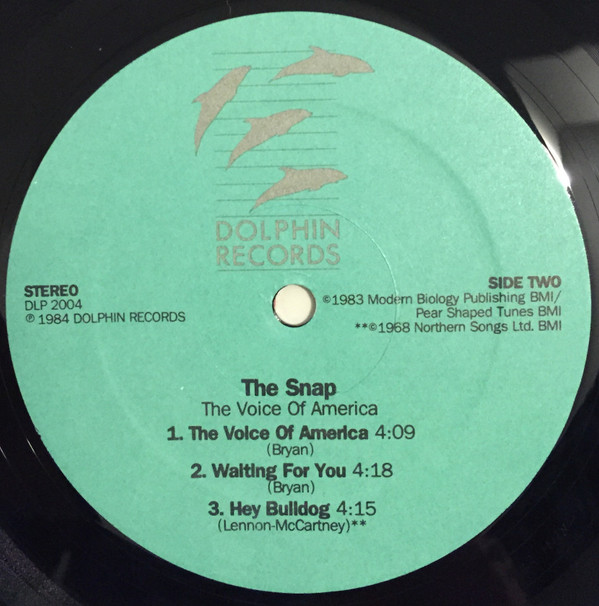 DOLPHIN
RECORDS
STEREO
DLP 2004
℗ 1984 DOLPHIN RECORDS
SIDE TWO
©1983 Modern Biology Publishing BMI/
Pear Shaped Tunes BMI
**©1968 Northern Songs Ltd. BMI
The Snap
The Voice Of America
1. The Voice Of America 4:09
(Bryan)
2. Waiting For You 4:18
(Bryan)
3. Hey Bulldog 4:15
(Lennon-McCartney)**